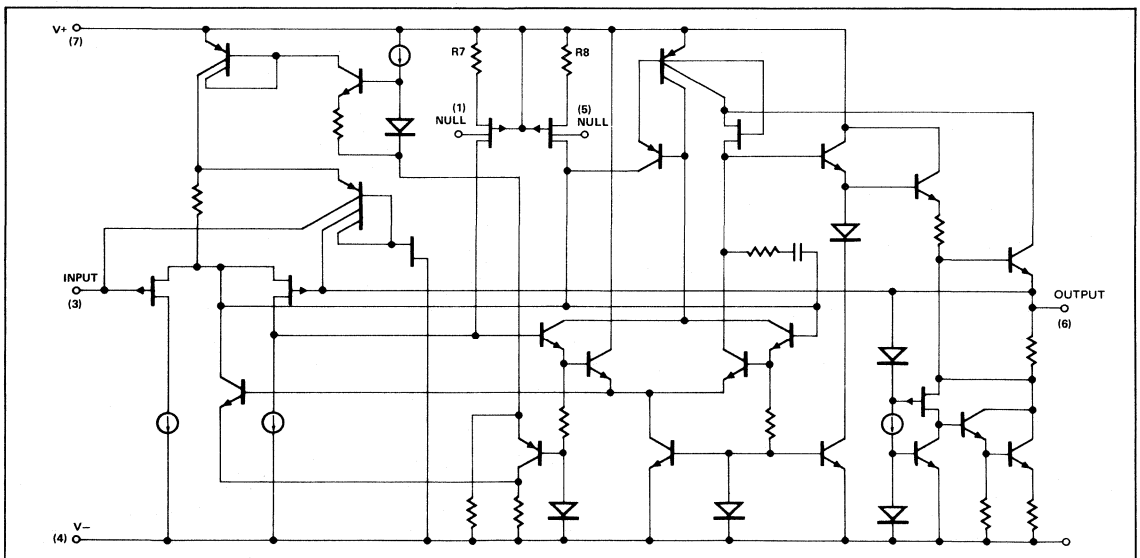 V+
(7)
R7
R8
(1)
NULL
(5)
NULL
INPUT
(3)
OUTPUT
(6)
V–
(4)